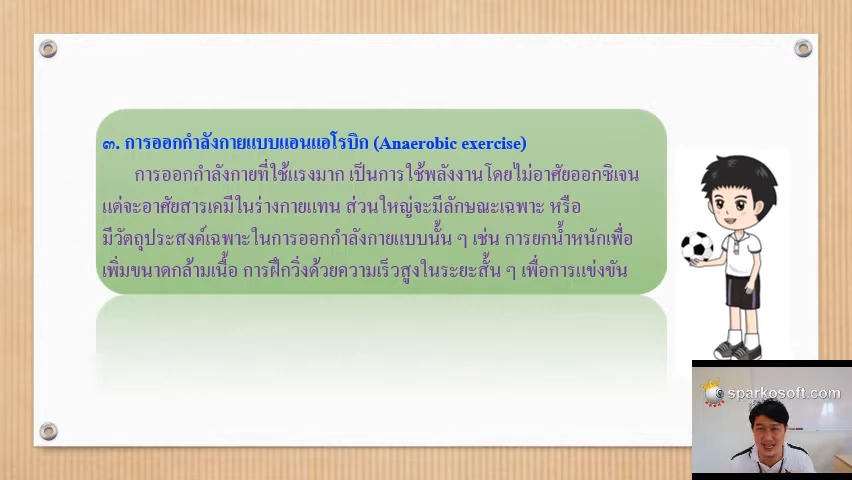 ๓. การออกกำลังกายแบบแอนแอโรบิก (Anaerobic exercise)
การออกกำลังกายที่ใช้แรงมาก เป็นการใช้พลังงานโดยไม่อาศัยออกซิเจน
แต่จะอาศัยสารเคมีในร่างกายแทน ส่วนใหญ่จะมีลักษณะเฉพาะ หรือ
มีวัตถุประสงค์เฉพาะในการออกกำลังกายแบบนั้น ๆ เช่น การยกน้ำหนักเพื่อ
เพิ่มขนาดกล้ามเนื้อ การฝึกวิ่งด้วยความเร็วสูงในระยะสั้น ๆ เพื่อการแข่งขัน
sparkosoft.com